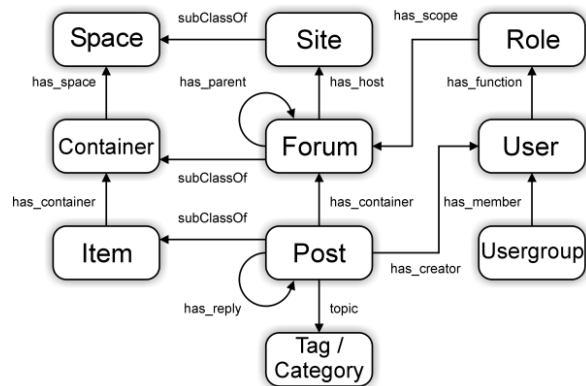 Space
subClassOf
Site
has_scope
Role
has_space
has_parent
has_host
has_function
Container
subClassOf
Forum
User
has_container
subClassOf
has_container
has_member
Item
Post
has_creator
Usergroup
has_reply
topic
Tag /
Category